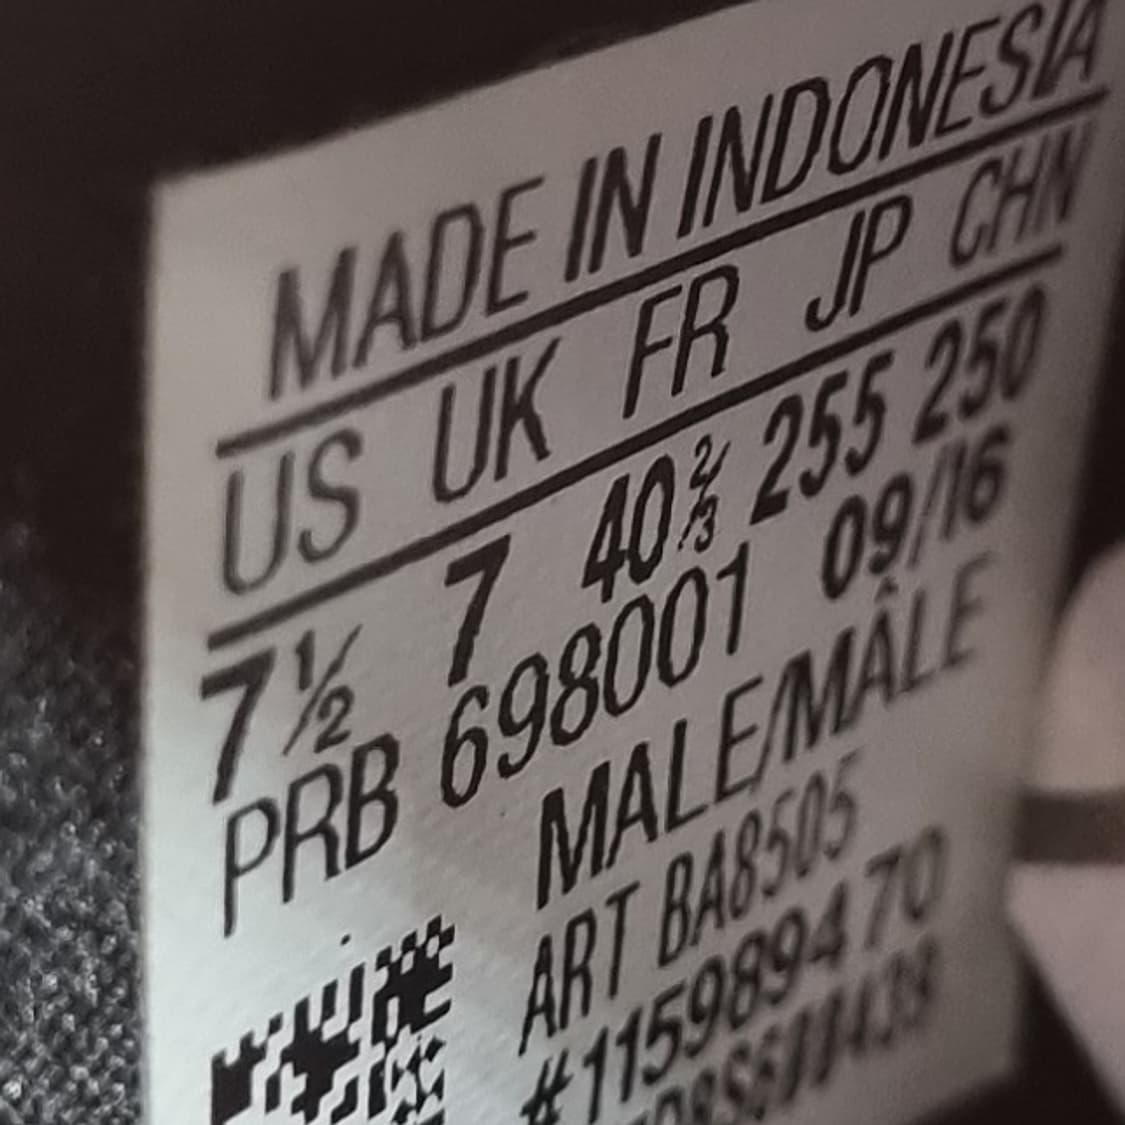 MADE IN INDONESIA
US UK FR JP CHN
7½ 7 40⅔ 255 250
PRB 698001 09/16
MALE/MÂLE
ART BA8505
#115989470